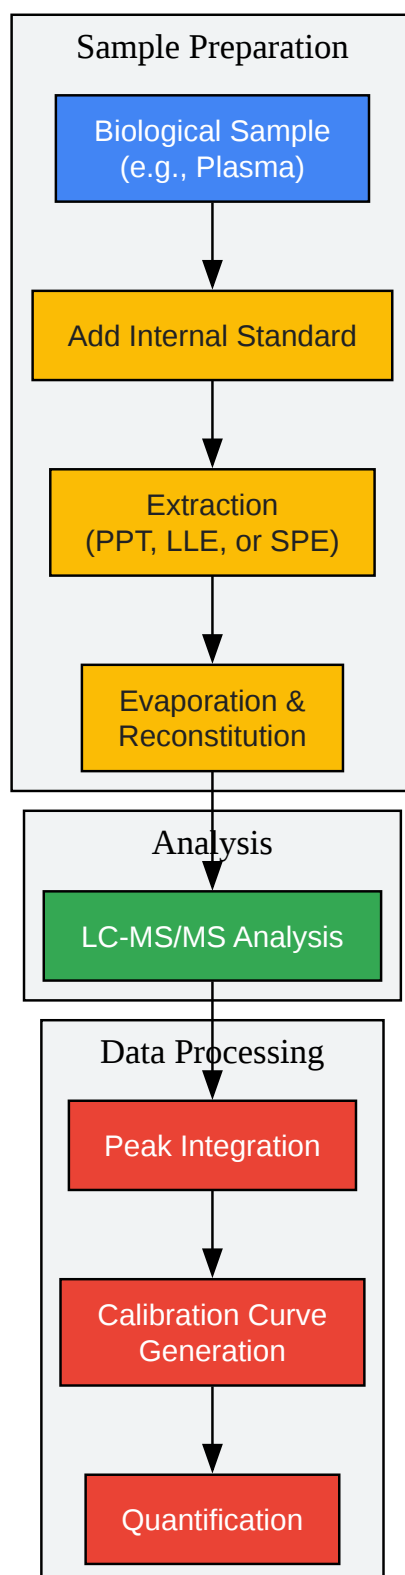 Sample Preparation
Biological Sample
(e.g., Plasma)
Add Internal Standard
Extraction
(PPT, LLE, or SPE)
Evaporation &
Reconstitution
Analysis
LC-MS/MS Analysis
Data Processing
Peak Integration
Calibration Curve
Generation
Quantification